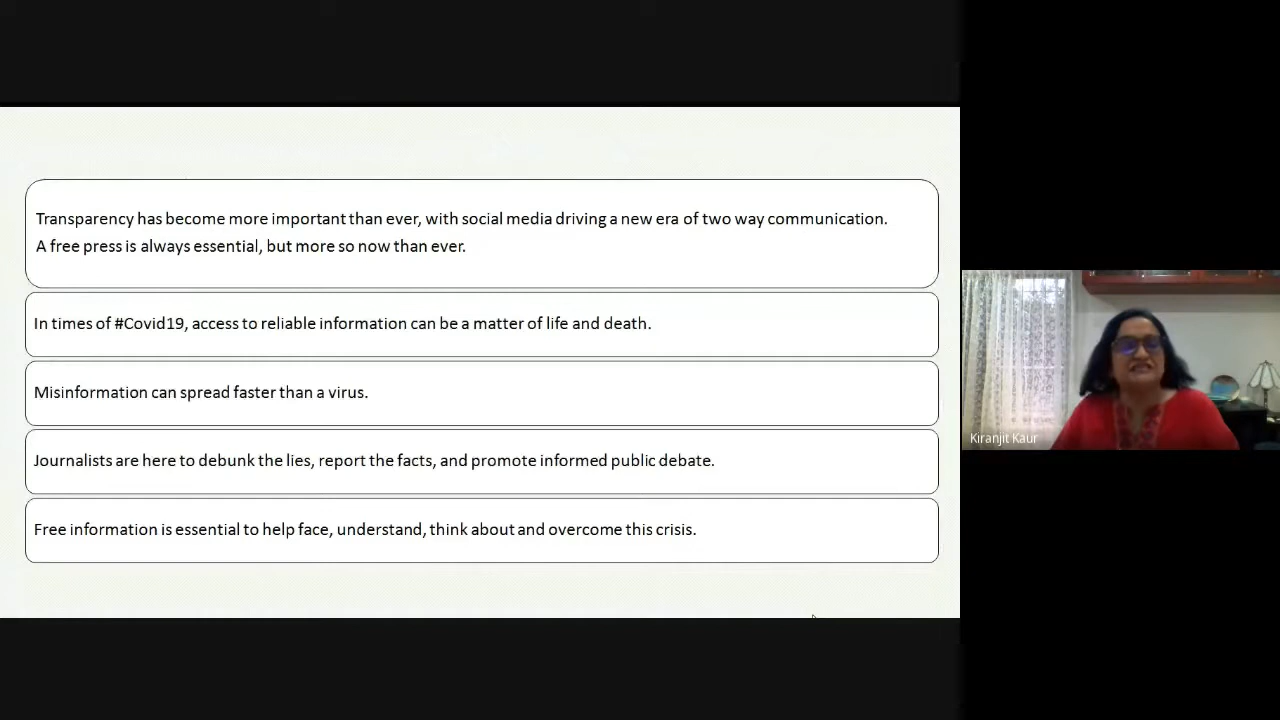 Transparency has become more important than ever, with social media driving a new era of two way communication.
A free press is always essential, but more so now than ever.
In times of #Covid19, access to reliable information can be a matter of life and death.
Misinformation can spread faster than a virus.
Journalists are here to debunk the lies, report the facts, and promote informed public debate.
Free information is essential to help face, understand, think about and overcome this crisis.
Kiranjit Kaur